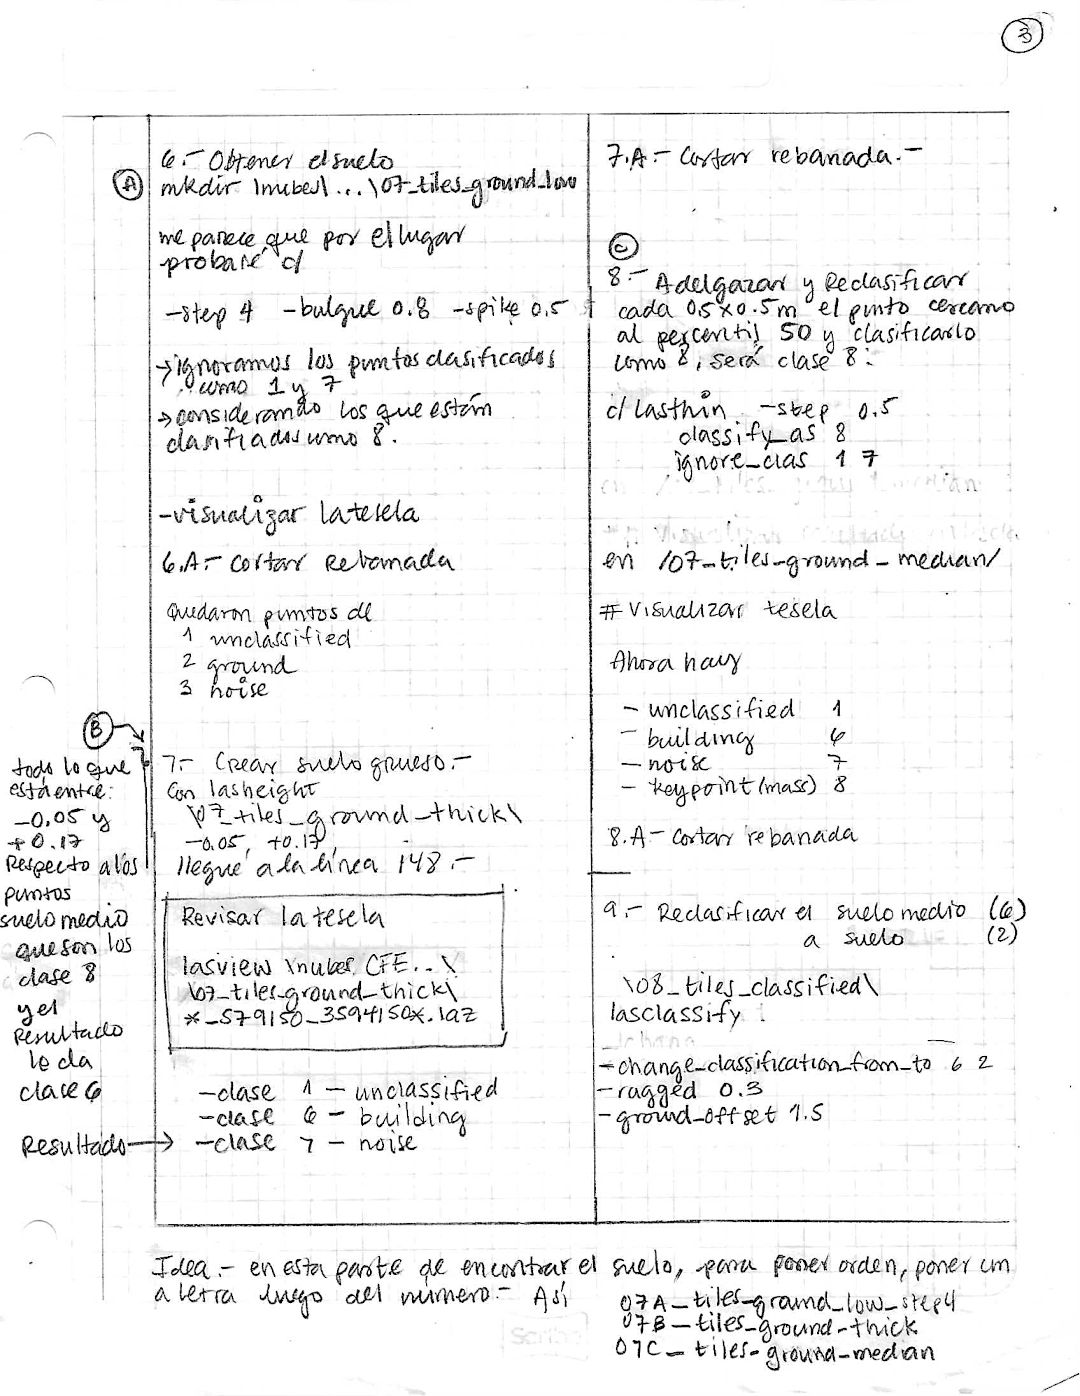 3
A
6.- Obtener el suelo
mkdir \nubes\...\07_tiles_ground_low
me parece que por el lugar
probaré c/
-step 4 -bulgue 0.8 -spike 0.5
→ignoramos los puntos clasificados
como 1 y 7
→considerando los que están
clasificados como 8.
-visualizar la tesela
6.A.- Cortar Rebanada
Quedaron puntos de
1 unclassified
2 ground
3 noise
B
7.- Crear suelo grueso.-
Con lasheight
\07_tiles_ground_thick\
-0.05, +0.17,
llegué a la línea 148.-
Revisar la tesela
lasview \nubes CFE..\
\07_tiles_ground_thick\
*_579150_3594150*.laz
-clase 1 - unclassified
-clase 6 - building
-clase 7 - noise
todo lo que
está entre:
-0.05 y
+0.17
Respecto a los
puntos
suelo medio
que son los
clase 8
y el
Resultado
le da
clase 6
Resultado→
7.A.- Cortar rebanada.-
C
8.- Adelgazar y Reclasificar
cada 0.5x0.5m el punto cercano
al percentil 50 y clasificarlo
como 8, será clase 8:
c/ lasthin -step 0.5
classify_as 8
ignore_clas 1 7
en /07_tiles_ground_median/
# Visualizar tesela
Ahora hay
- unclassified 1
- building 6
- noise 7
- keypoint (mass) 8
8.A- Cortar rebanada
9.- Reclasificar el suelo medio (6)
a suelo (2)
\08_tiles_classified\
lasclassify
-change_classification_from_to 6 2
-rugged 0.3
-ground_offset 1.5
Idea.- en esta parte de encontrar el suelo, para poner orden, poner un
a letra luego del número.- Así
07A_tiles_ground_low_step4
07B_tiles_ground_thick
07C_tiles_ground_median